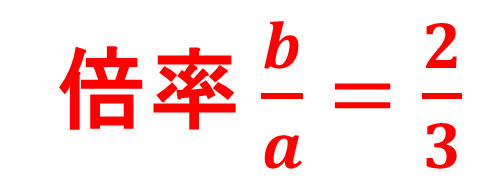 倍率 b/a = 2/3